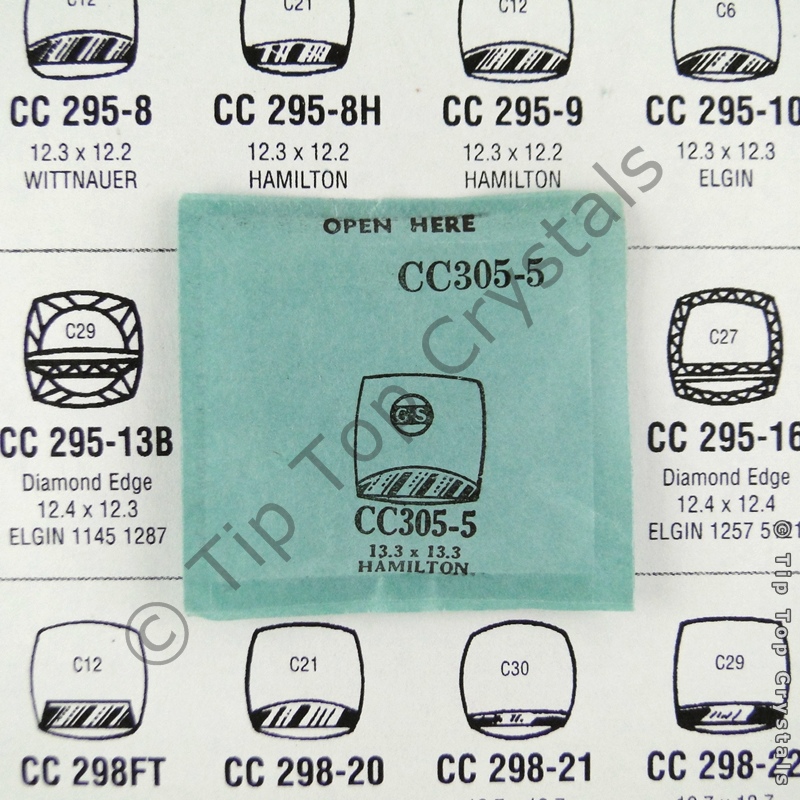 C12 C21 C12 C6
CC 295-8 CC 295-8H CC 295-9 CC 295-10
12.3 x 12.2 12.3 x 12.2 12.3 x 12.2 12.3 x 12.3
WITTNAUER HAMILTON HAMILTON ELGIN
OPEN HERE
CC305-5
C29 GS C27
CC 295-13B CC 295-16
Diamond Edge Diamond Edge
12.4 x 12.3 12.4 x 12.4
ELGIN 1145 1287 ELGIN 1257
CC305-5
13.3 x 13.3
HAMILTON
C12 C21 C30 C29
CC 298FT CC 298-20 CC 298-21 CC 298-22
© Tip Top Crystals
© Tip Top Crystals